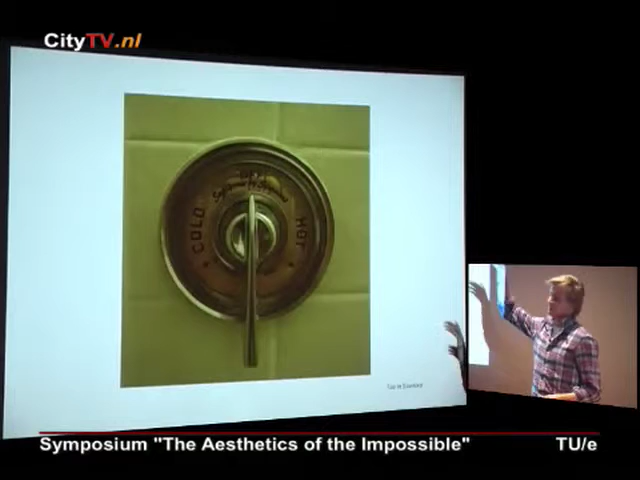 CityTV.nl
COLD
HOT
Symposium "The Aesthetics of the Impossible"
TU/e